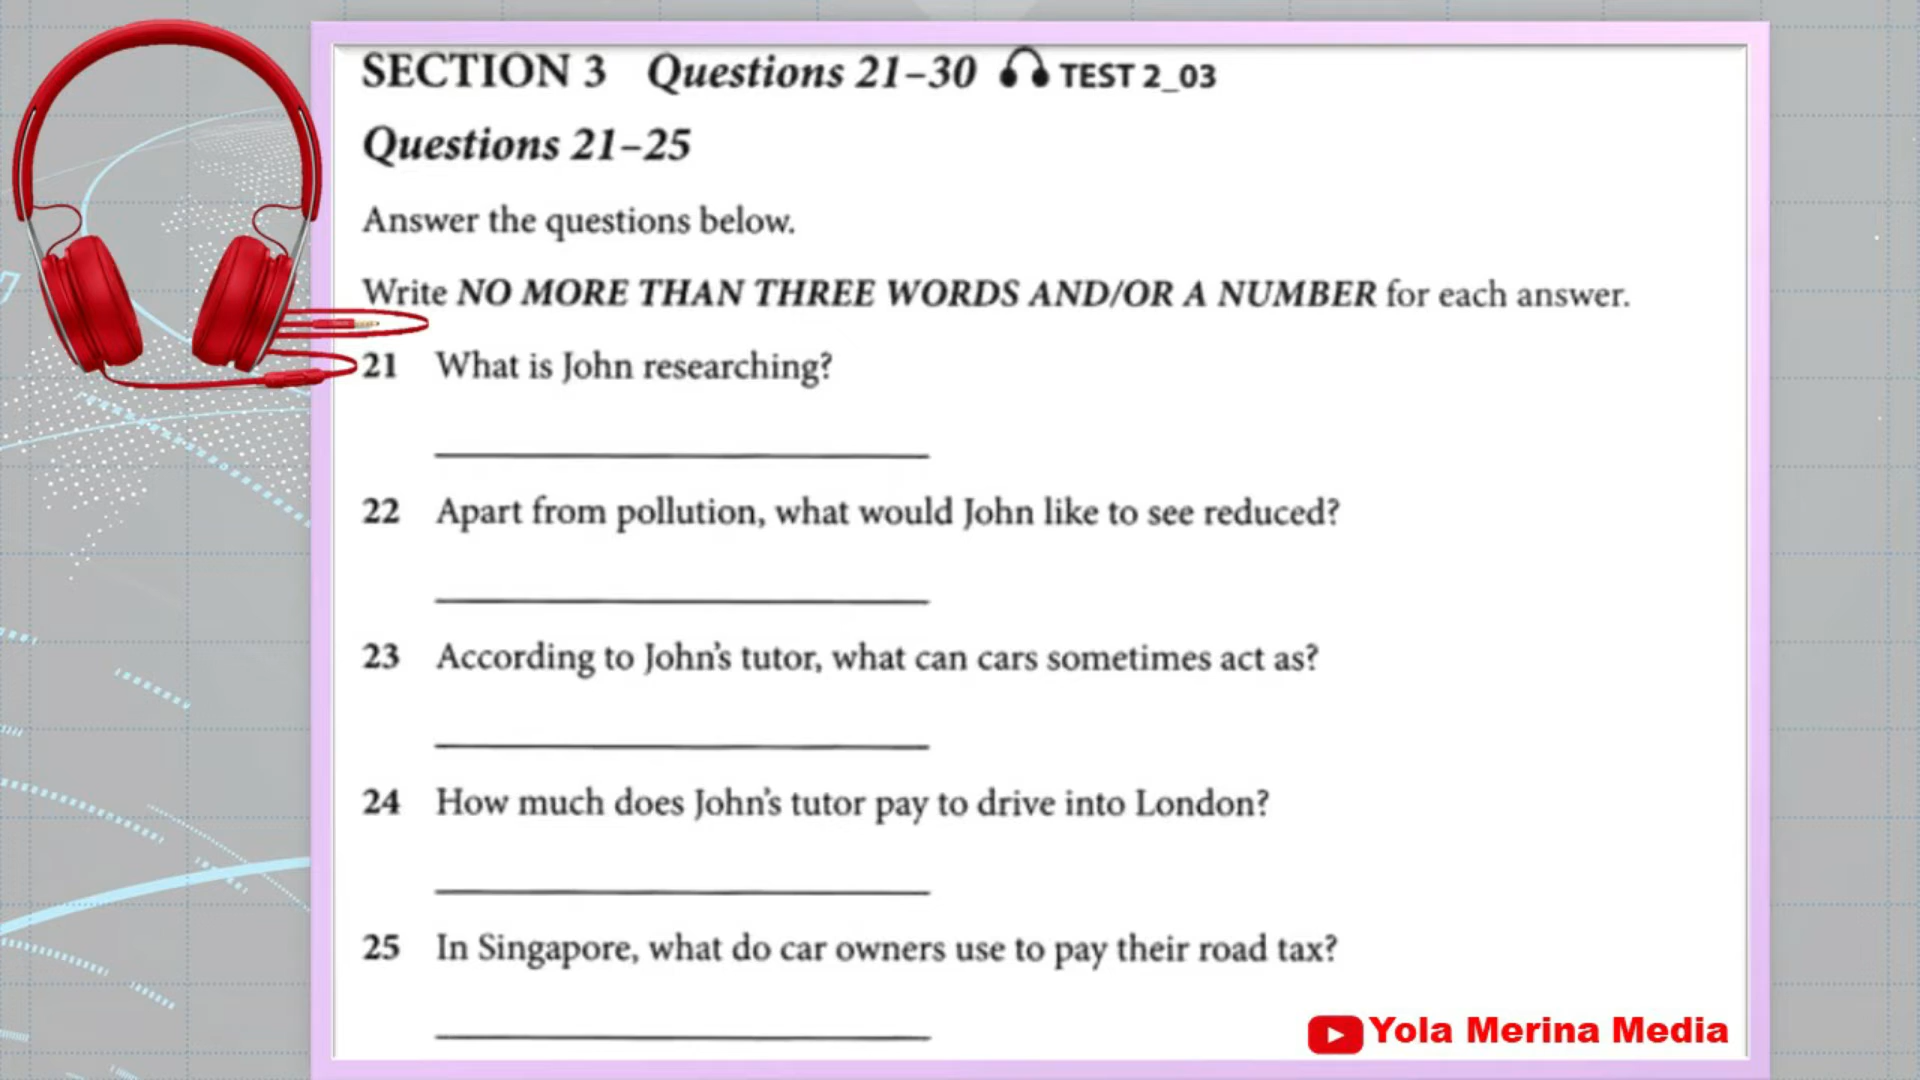 SECTION 3 Questions 21–30 TEST 2_03
Questions 21–25
Answer the questions below.
Write NO MORE THAN THREE WORDS AND/OR A NUMBER for each answer.
21 What is John researching?
22 Apart from pollution, what would John like to see reduced?
23 According to John's tutor, what can cars sometimes act as?
24 How much does John's tutor pay to drive into London?
25 In Singapore, what do car owners use to pay their road tax?
Yola Merina Media